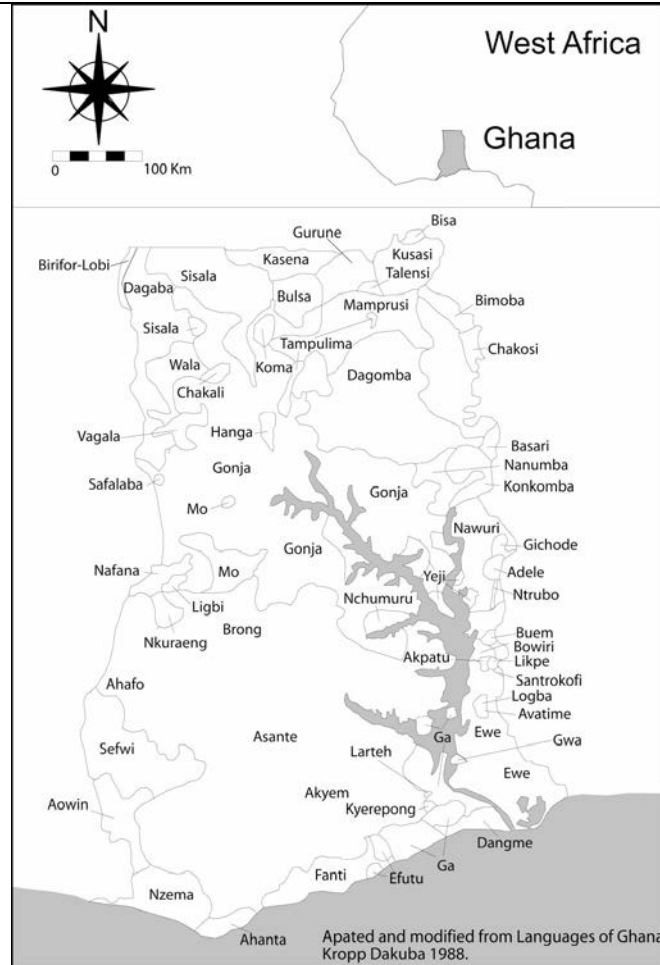 N
West Africa
Ghana
0 100 Km
Bisa
Gurune
Kusasi
Kasena
Talensi
Birifor-Lobi
Sisala
Dagaba
Bulsa
Mamprusi
Bimoba
Sisala
Tampulima
Chakosi
Wala
Koma
Dagomba
Chakali
Vagala
Hanga
Basari
Gonja
Nanumba
Safalaba
Gonja
Konkomba
Mo
Nawuri
Gonja
Gichode
Nafana
Mo
Yeji
Adele
Nchumuru
Ntrubo
Ligbi
Nkuraeng
Brong
Buem
Bowiri
Akpatu
Likpe
Santrokofi
Ahafo
Logba
Avatime
Asante
Ga
Ewe
Gwa
Sefwi
Larteh
Ewe
Akyem
Aowin
Kyerepong
Dangme
Ga
Fanti
Efutu
Nzema
Ahanta
Apated and modified from Languages of Ghana
Kropp Dakuba 1988.